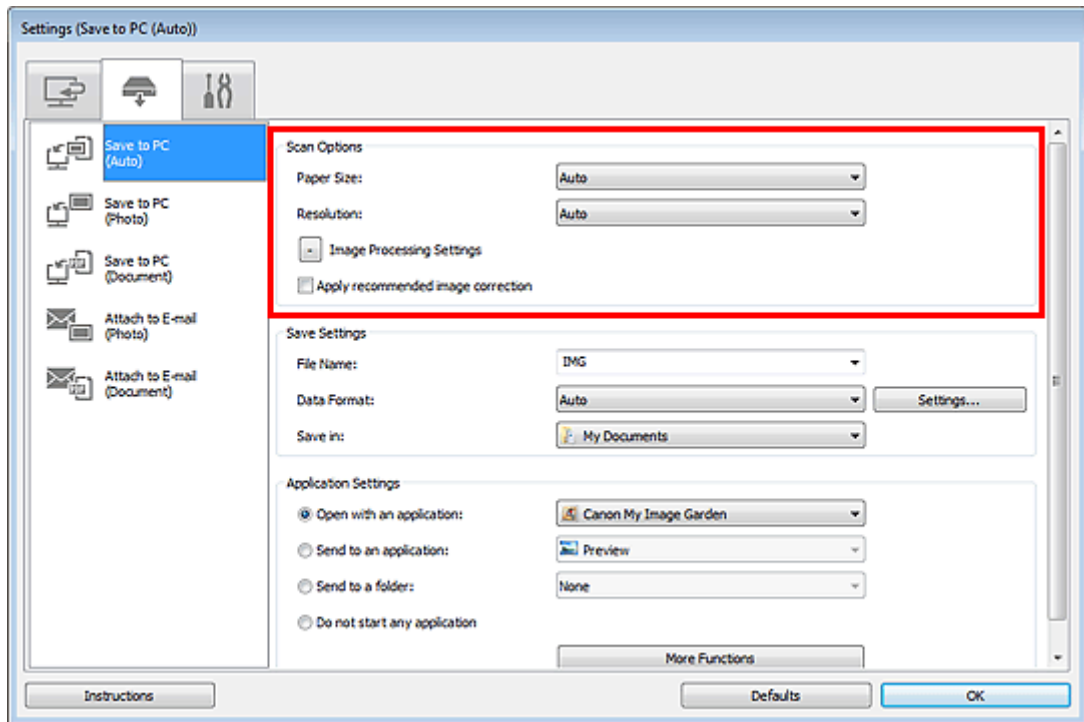 Settings (Save to PC (Auto))
Save to PC
(Auto)
Save to PC
(Photo)
Save to PC
(Document)
Attach to E-mail
(Photo)
Attach to E-mail
(Document)
Scan Options
Paper Size: Auto
Resolution: Auto
- Image Processing Settings
Apply recommended image correction
Save Settings
File Name: IMG
Data Format: Auto Settings...
Save in: My Documents
Application Settings
Open with an application: Canon My Image Garden
Send to an application: Preview
Send to a folder: None
Do not start any application
More Functions
Instructions Defaults OK